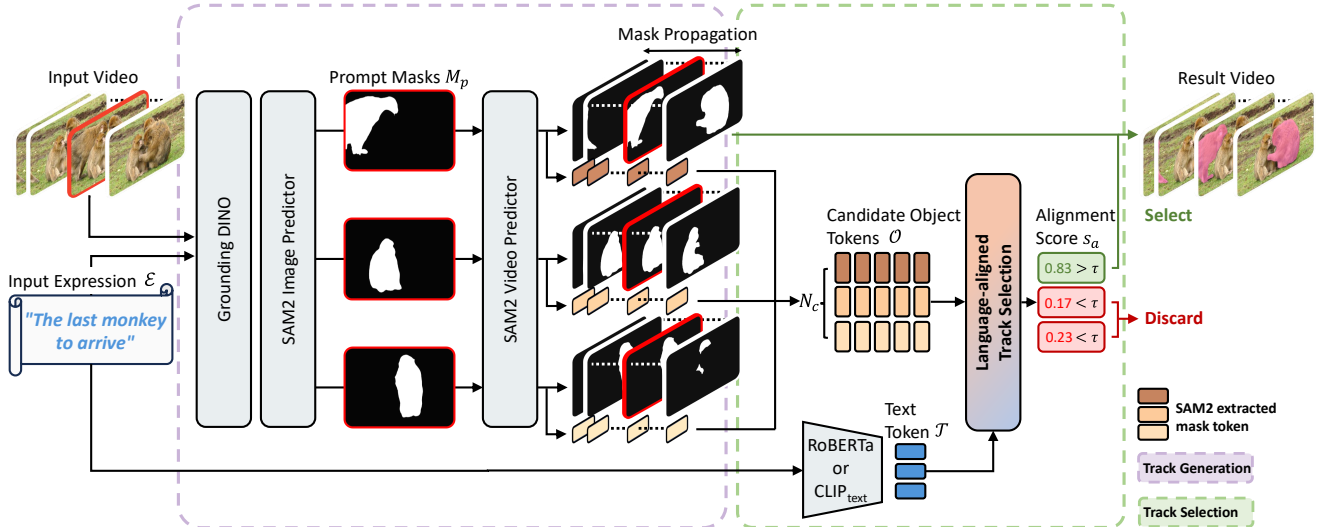 Input Video
Input Expression ℰ
"The last monkey
to arrive"
Grounding DINO
SAM2 Image Predictor
Prompt Masks Mₚ
SAM2 Video Predictor
Mask Propagation
Candidate Object
Tokens 𝒪
N_c
RoBERTa
or
CLIP_text
Text
Token 𝒯
Language-aligned
Track Selection
Alignment
Score sₐ
0.83 > τ
0.17 < τ
0.23 < τ
Result Video
Select
Discard
SAM2 extracted
mask token
Track Generation
Track Selection